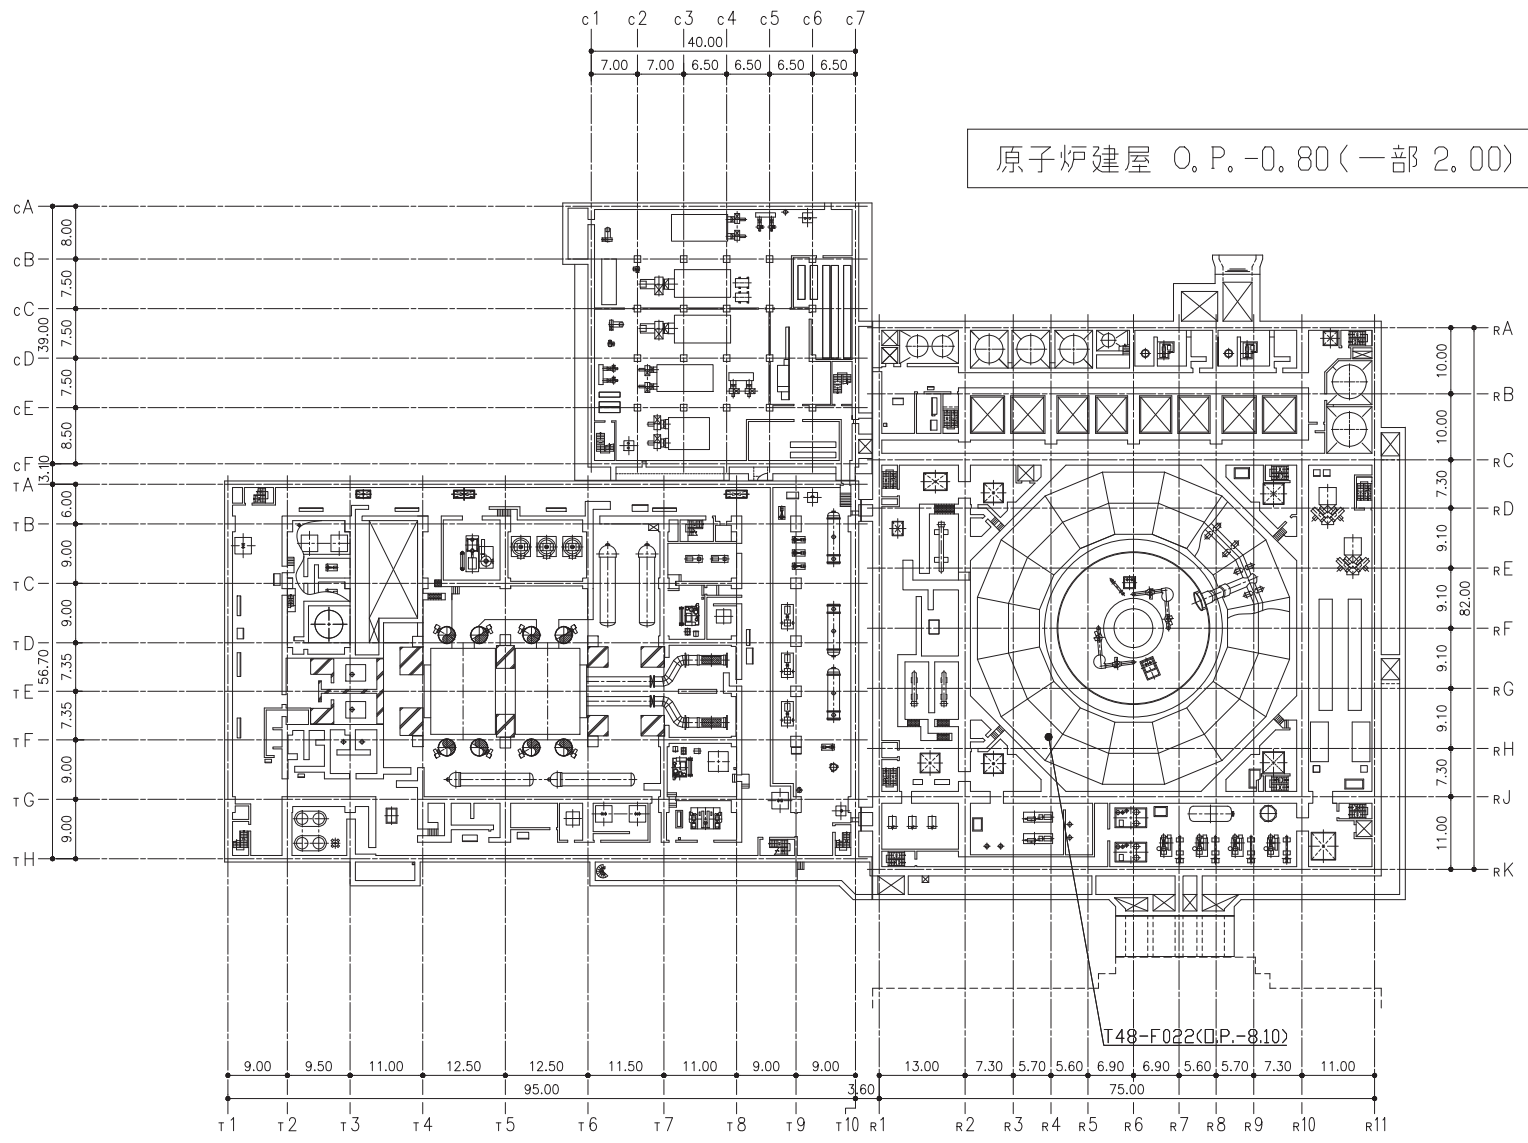 c1 c2 c3 c4 c5 c6 c7
40.00
7.00 7.00 6.50 6.50 6.50 6.50
原子炉建屋 O.P.-0.80(一部 2.00)
cA
8.00
cB
7.50
cC
7.50
39.00
cD
7.50
cE
8.50
cF
3.10
TA
6.00
TB
9.00
TC
9.00
TD
7.35
56.70
TE
7.35
TF
9.00
TG
9.00
TH
RA
10.00
RB
10.00
RC
7.30
RD
9.10
RE
9.10
82.00
RF
9.10
RG
9.10
RH
7.30
RJ
11.00
RK
T48-F022(O.P.-8.10)
9.00 9.50 11.00 12.50 12.50 11.50 11.00 9.00 9.00 13.00 7.30 5.70 5.60 6.90 6.90 5.60 5.70 7.30 11.00
95.00 3.60 75.00
T1 T2 T3 T4 T5 T6 T7 T8 T9 T10 R1 R2 R3 R4 R5 R6 R7 R8 R9 R10 R11